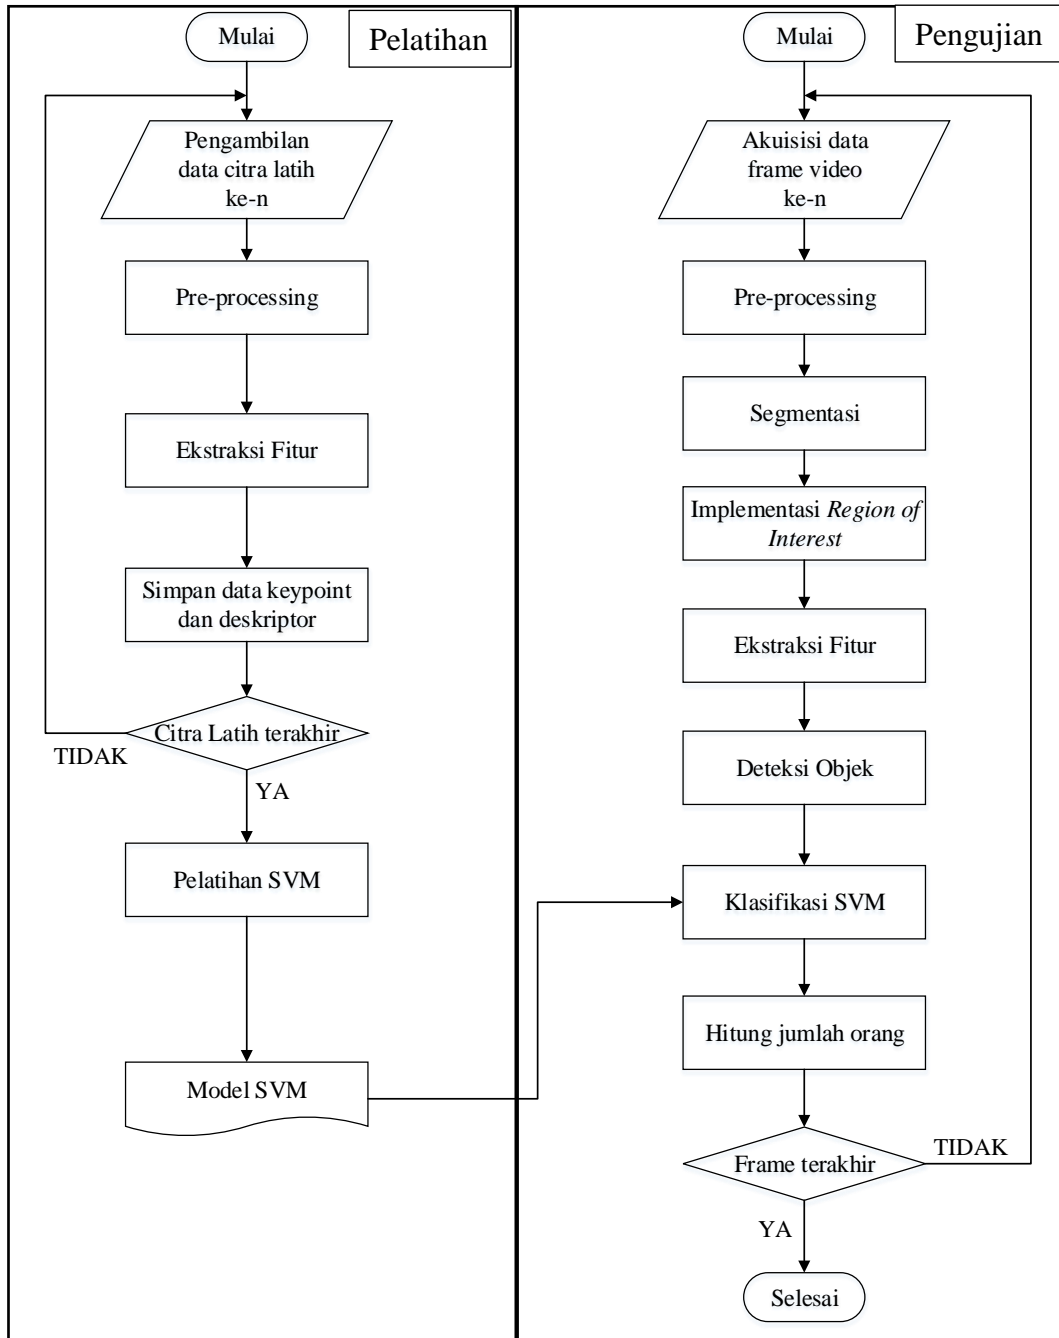 Pelatihan
Mulai
Pengambilan
data citra latih
ke-n
Pre-processing
Ekstraksi Fitur
Simpan data keypoint
dan deskriptor
Citra Latih terakhir
TIDAK
YA
Pelatihan SVM
Model SVM
Pengujian
Mulai
Akuisisi data
frame video
ke-n
Pre-processing
Segmentasi
Implementasi Region of
Interest
Ekstraksi Fitur
Deteksi Objek
Klasifikasi SVM
Hitung jumlah orang
Frame terakhir
TIDAK
YA
Selesai